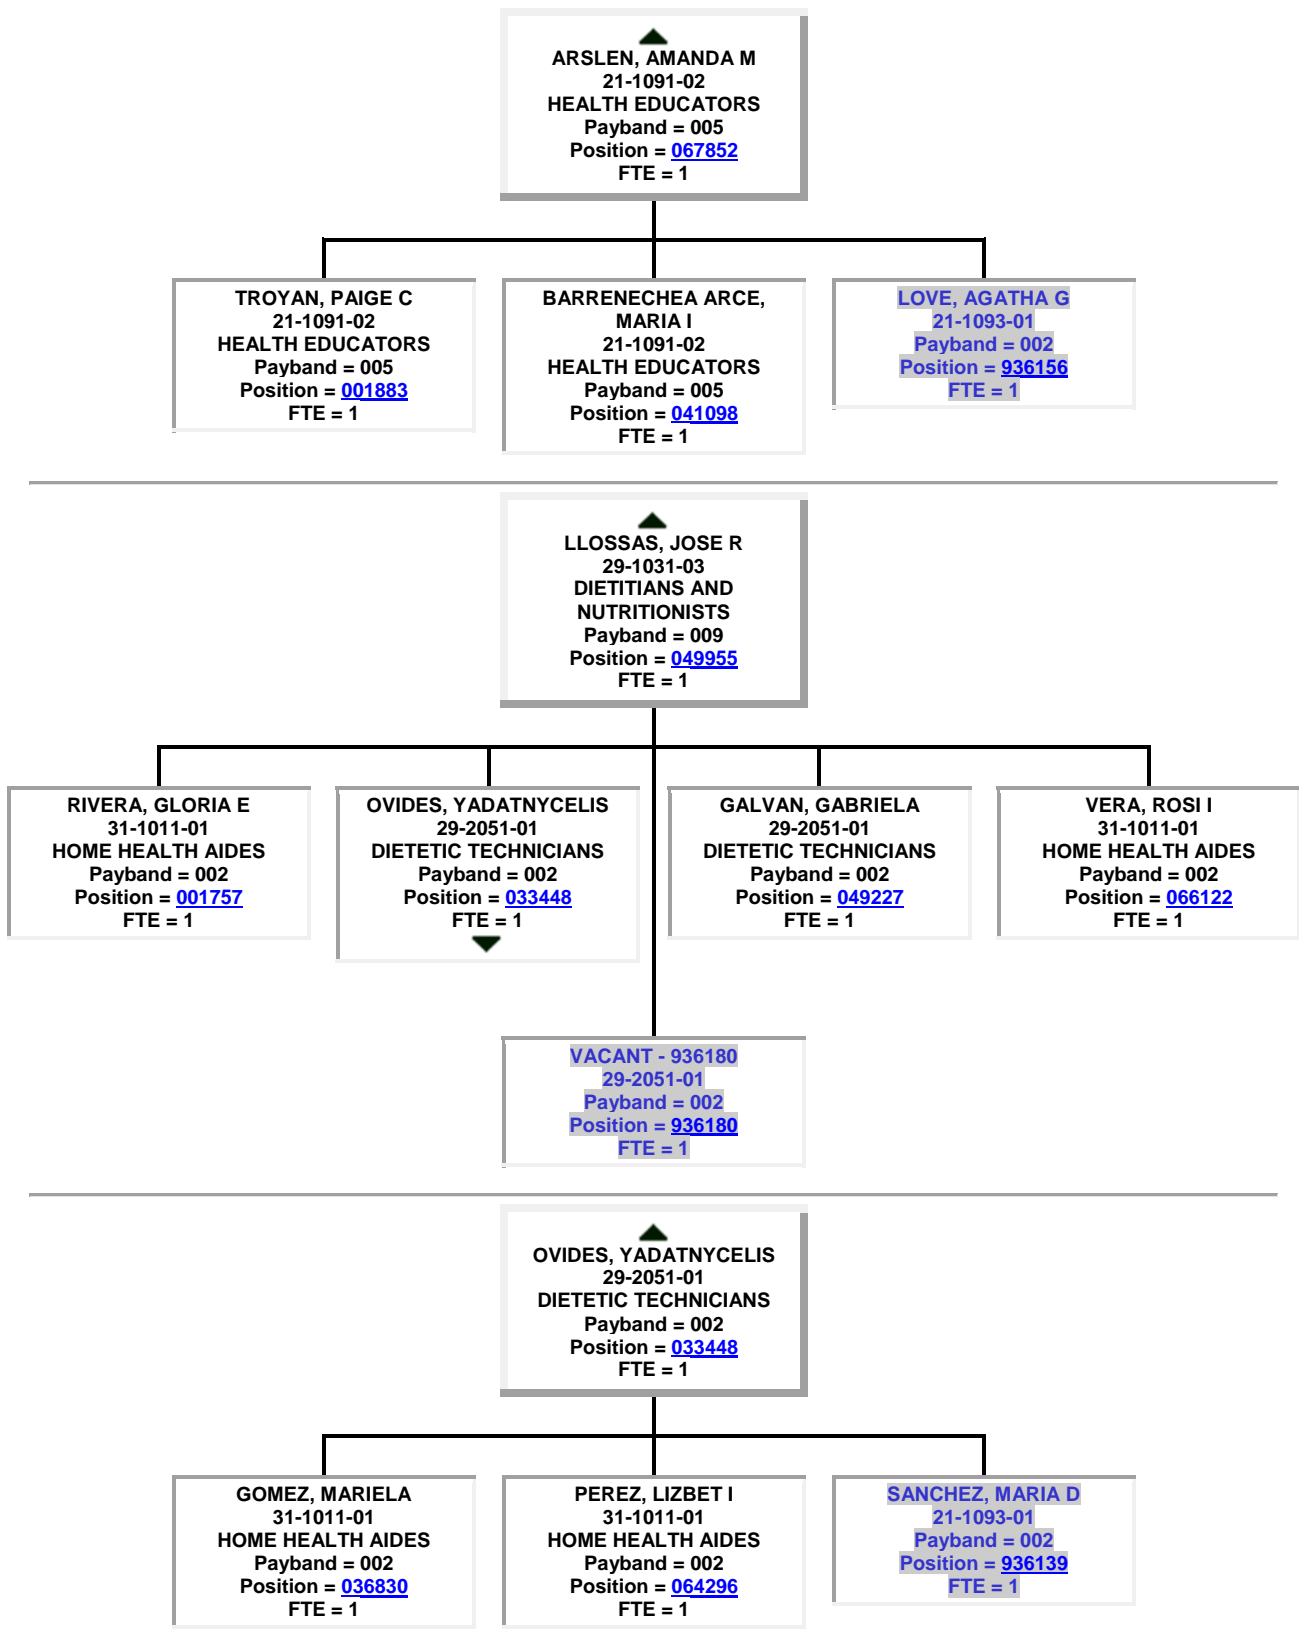 ARSLEN, AMANDA M
21-1091-02
HEALTH EDUCATORS
Payband = 005
Position = 067852
FTE = 1
TROYAN, PAIGE C
21-1091-02
HEALTH EDUCATORS
Payband = 005
Position = 001883
FTE = 1
BARRENECHEA ARCE,
MARIA I
21-1091-02
HEALTH EDUCATORS
Payband = 005
Position = 041098
FTE = 1
LOVE, AGATHA G
21-1093-01
Payband = 002
Position = 936156
FTE = 1
LLOSSAS, JOSE R
29-1031-03
DIETITIANS AND
NUTRITIONISTS
Payband = 009
Position = 049955
FTE = 1
RIVERA, GLORIA E
31-1011-01
HOME HEALTH AIDES
Payband = 002
Position = 001757
FTE = 1
OVIDES, YADATNYCELIS
29-2051-01
DIETETIC TECHNICIANS
Payband = 002
Position = 033448
FTE = 1
GALVAN, GABRIELA
29-2051-01
DIETETIC TECHNICIANS
Payband = 002
Position = 049227
FTE = 1
VERA, ROSI I
31-1011-01
HOME HEALTH AIDES
Payband = 002
Position = 066122
FTE = 1
VACANT - 936180
29-2051-01
Payband = 002
Position = 936180
FTE = 1
OVIDES, YADATNYCELIS
29-2051-01
DIETETIC TECHNICIANS
Payband = 002
Position = 033448
FTE = 1
GOMEZ, MARIELA
31-1011-01
HOME HEALTH AIDES
Payband = 002
Position = 036830
FTE = 1
PEREZ, LIZBET I
31-1011-01
HOME HEALTH AIDES
Payband = 002
Position = 064296
FTE = 1
SANCHEZ, MARIA D
21-1093-01
Payband = 002
Position = 936139
FTE = 1